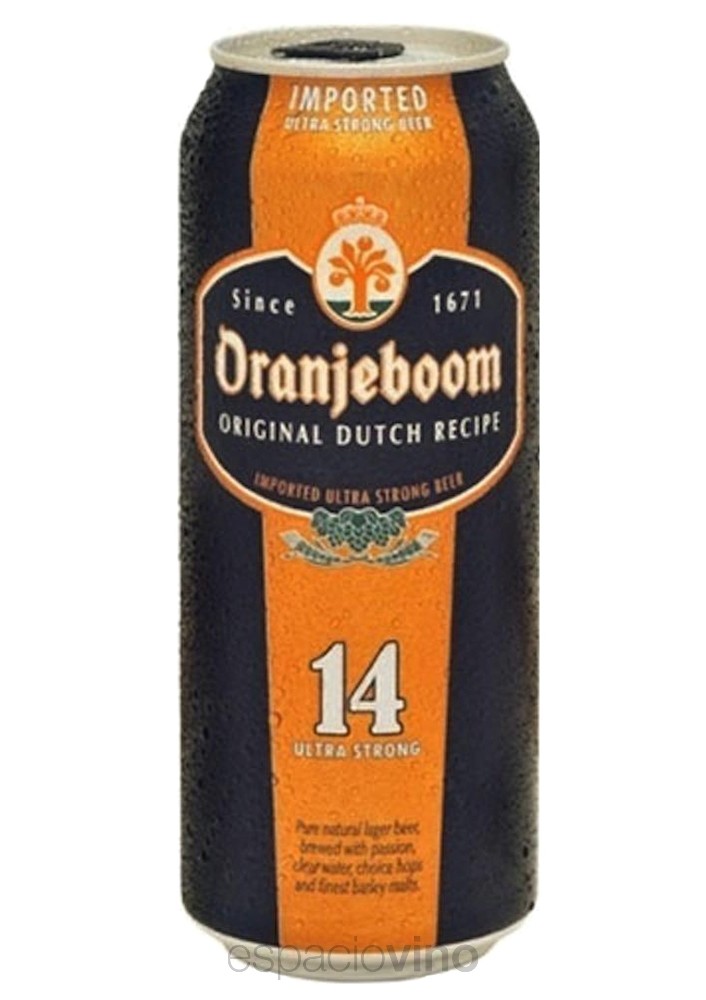 IMPORTED
ULTRA STRONG BEER
Since 1671
Oranjeboom
ORIGINAL DUTCH RECIPE
IMPORTED ULTRA STRONG BEER
14
ULTRA STRONG
Pure natural lager beer,
brewed with passion,
clear water, choice hops
and finest barley malts.
espaciovino